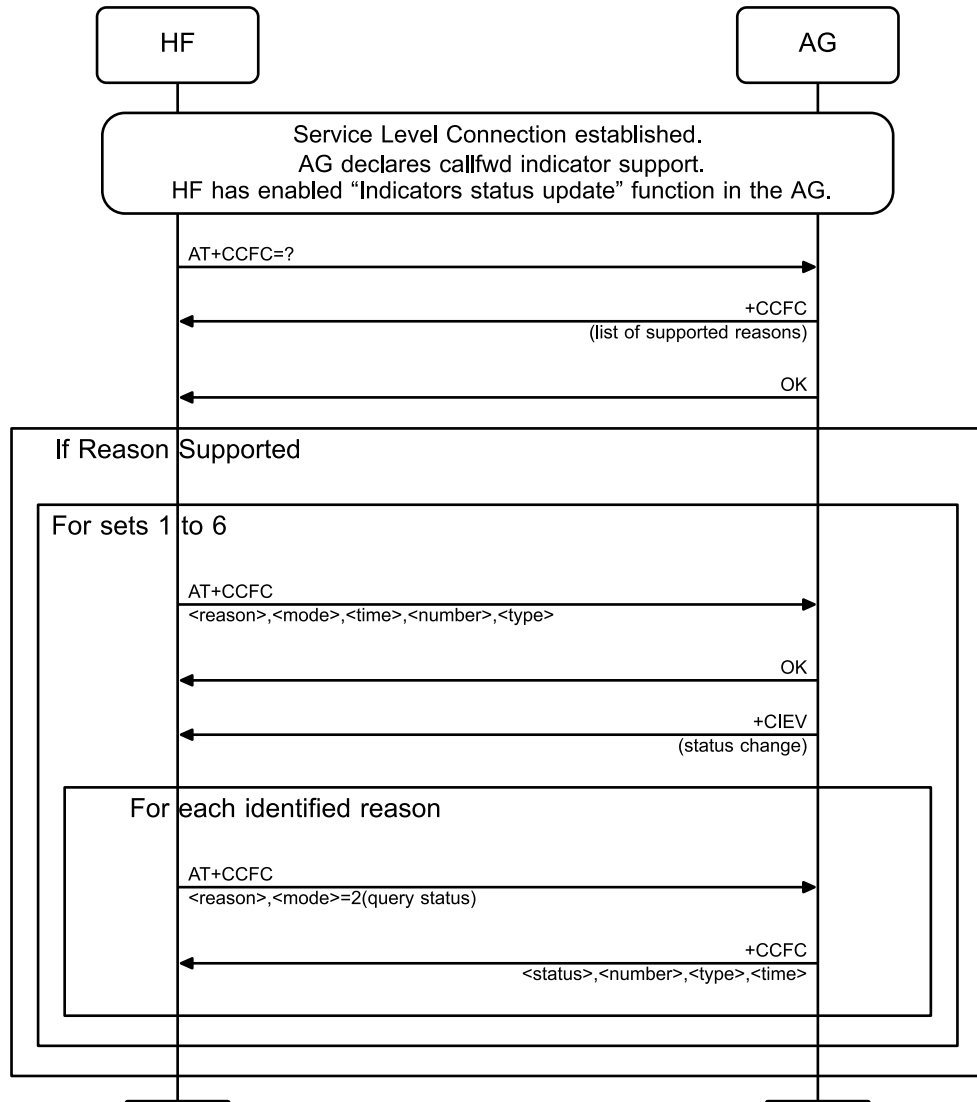 HF
AG
Service Level Connection established.
AG declares callfwd indicator support.
HF has enabled “Indicators status update” function in the AG.
AT+CCFC=?
+CCFC
(list of supported reasons)
OK
If Reason Supported
For sets 1 to 6
AT+CCFC
<reason>,<mode>,<time>,<number>,<type>
OK
+CIEV
(status change)
For each identified reason
AT+CCFC
<reason>,<mode>=2(query status)
+CCFC
<status>,<number>,<type>,<time>